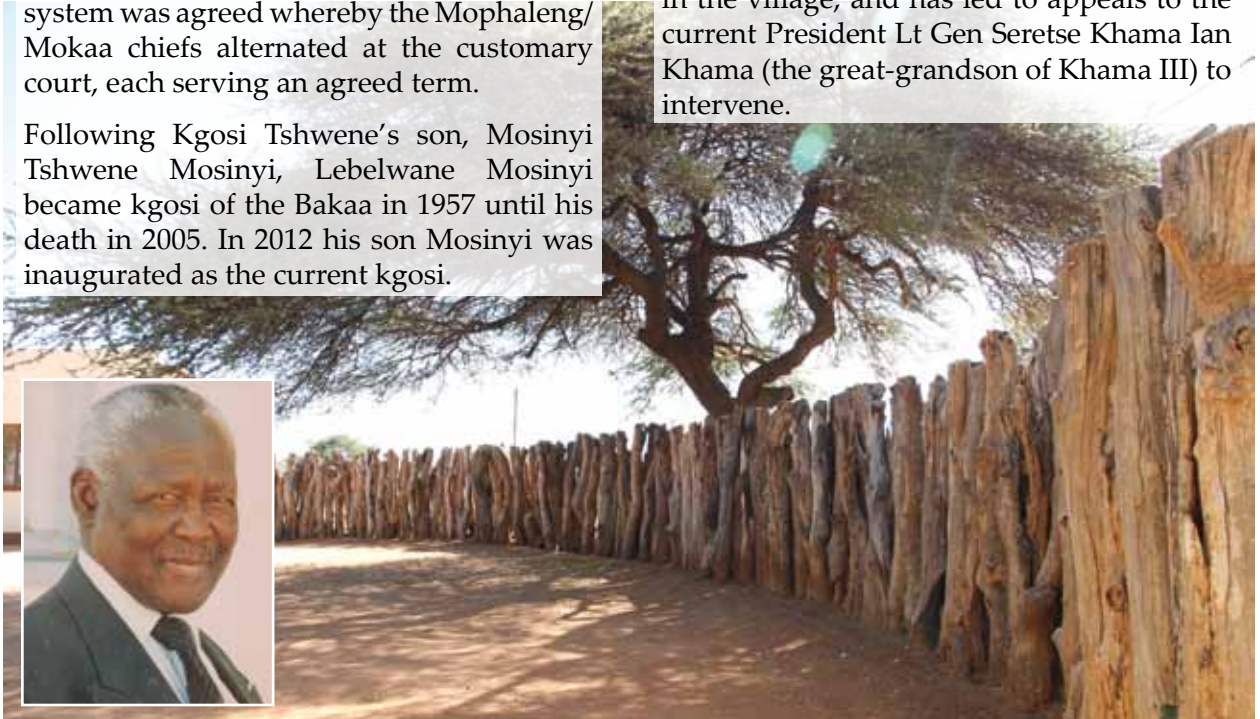 system was agreed whereby the Mophaleng/
Mokaa chiefs alternated at the customary
court, each serving an agreed term.
Following Kgosi Tshwene’s son, Mosinyi
Tshwene Mosinyi, Lebelwane Mosinyi
became kgosi of the Bakaa in 1957 until his
death in 2005. In 2012 his son Mosinyi was
inaugurated as the current kgosi.
in the village, and has led to appeals to the
current President Lt Gen Seretse Khama Ian
Khama (the great-grandson of Khama III) to
intervene.